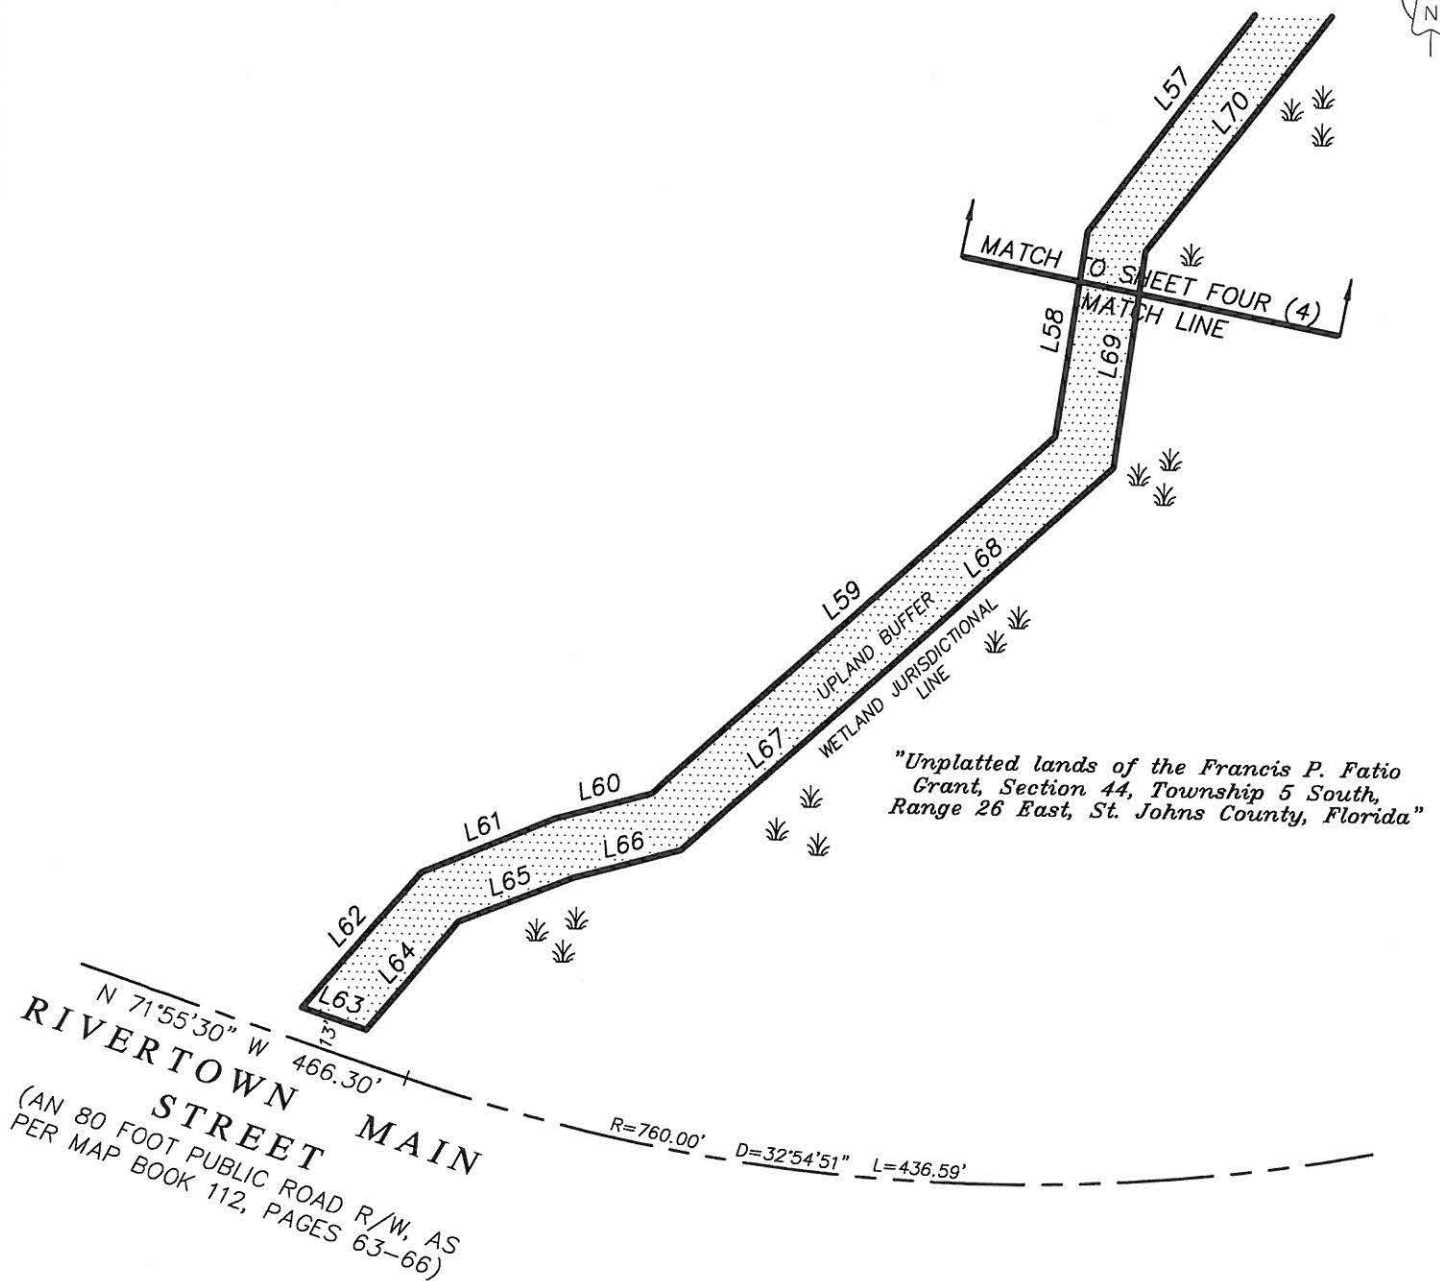 N
L57
L70
MATCH TO SHEET FOUR (4)
MATCH LINE
L58
L69
L59
L68
UPLAND BUFFER
WETLAND JURISDICTIONAL
LINE
L67
"Unplatted lands of the Francis P. Fatio
Grant, Section 44, Township 5 South,
Range 26 East, St. Johns County, Florida"
L60
L61
L66
L65
L62
L64
L63
13'
N 71°55'30" W 466.30'
RIVERTOWN MAIN
STREET
(AN 80 FOOT PUBLIC ROAD R/W, AS
PER MAP BOOK 112, PAGES 63-66)
R=760.00' D=32°54'51" L=436.59'